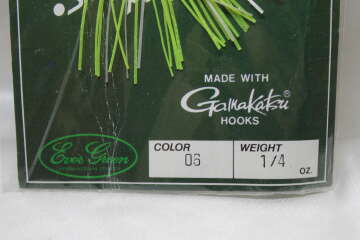 MADE WITH
Gamakatsu
HOOKS
Ever Green
COLOR
06
WEIGHT
1/4
OZ.